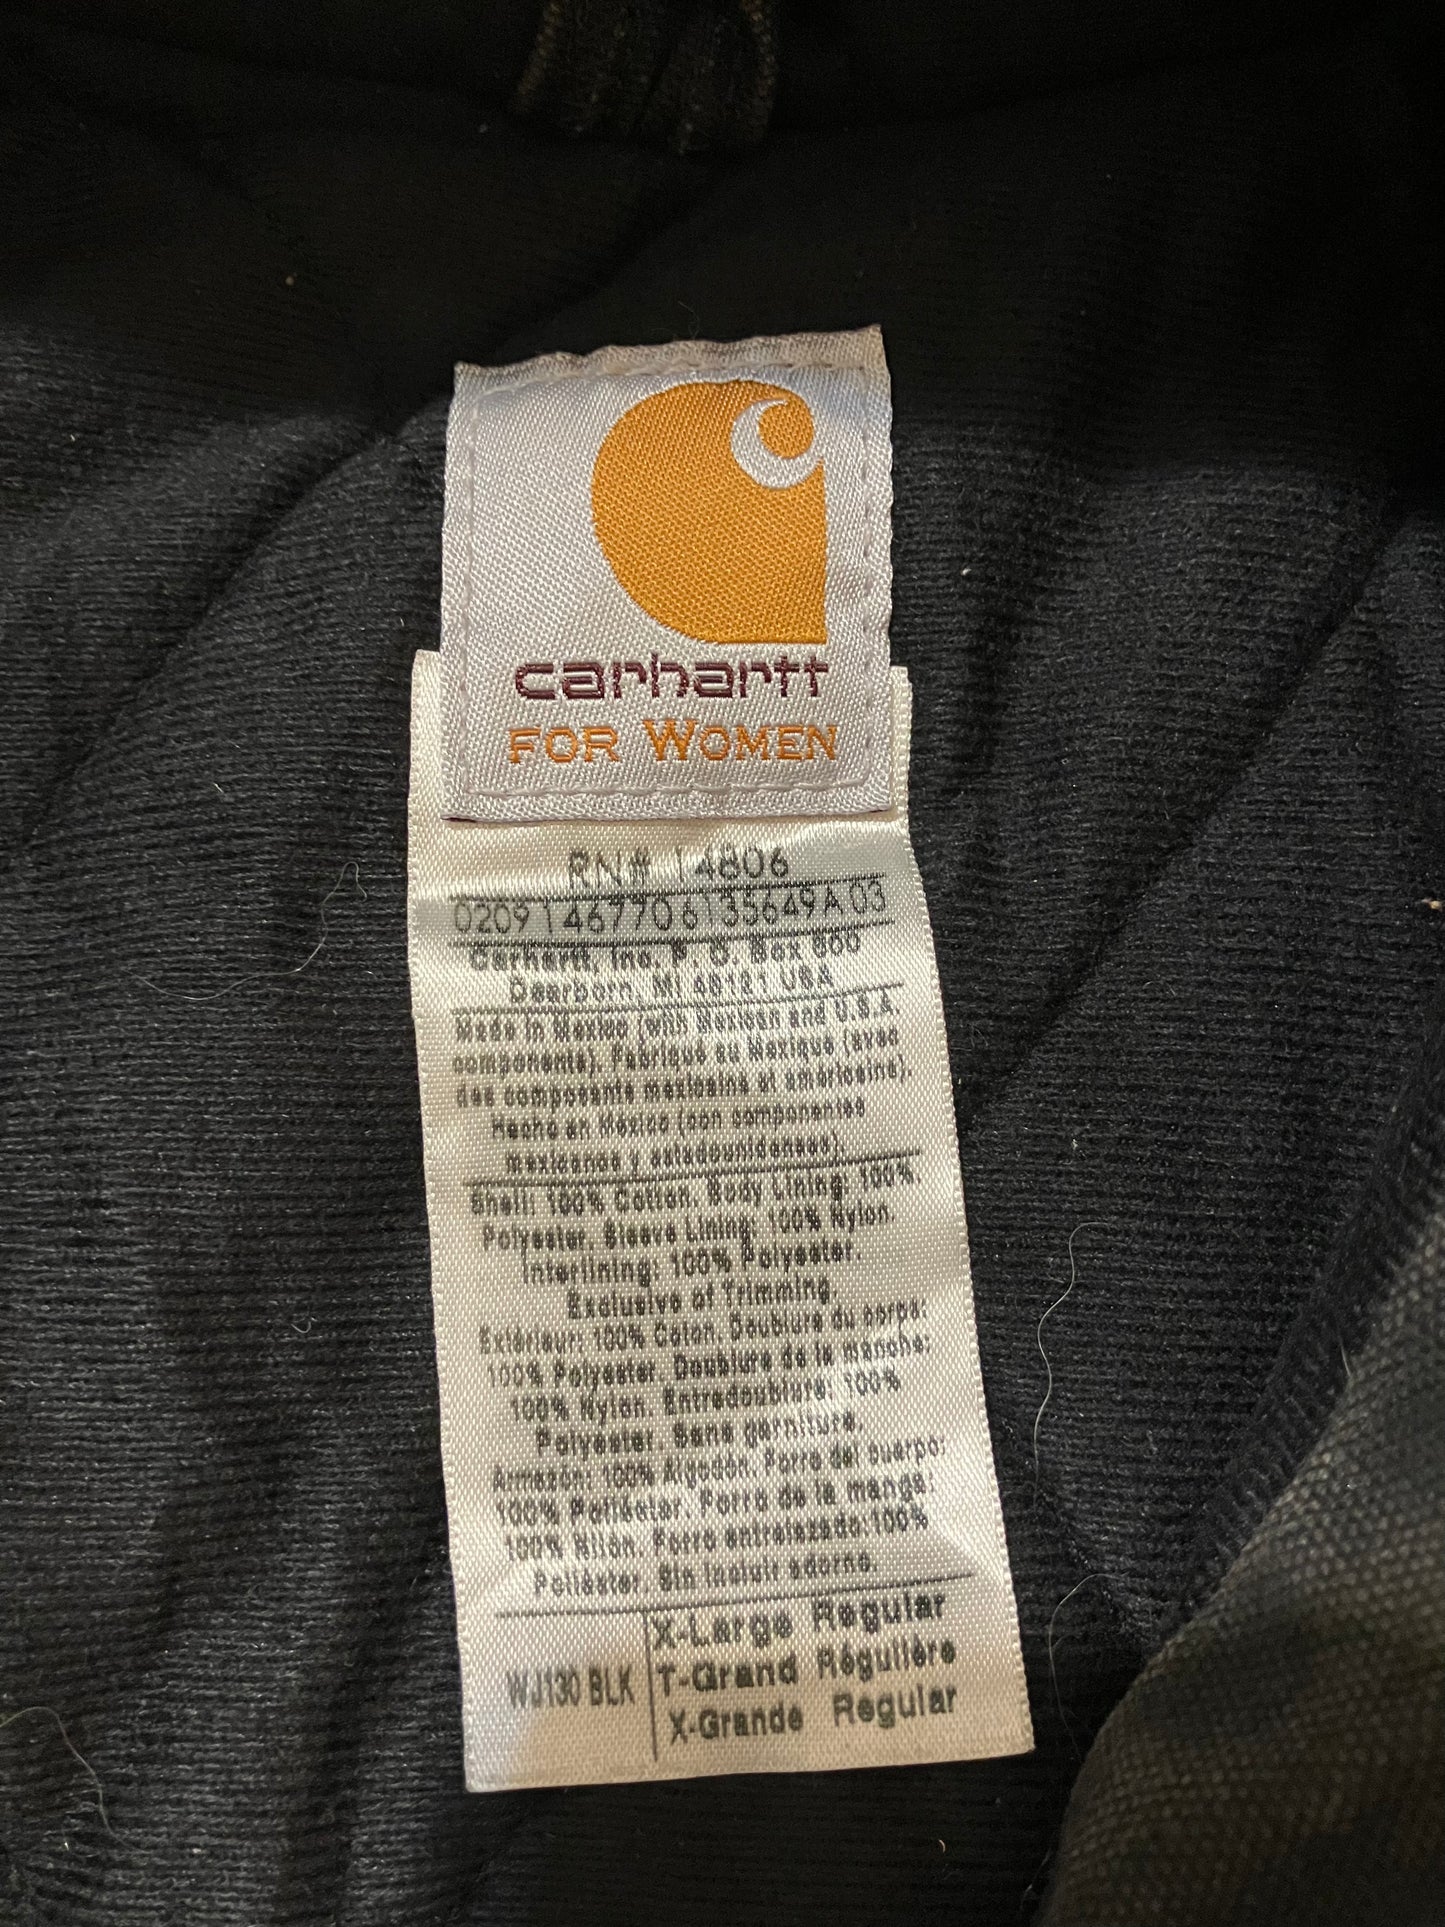 carhartt
FOR WOMEN
RN# 14806
0209 146770 6135649A 03
Carhartt, Inc. P. O. Box 600
Dearborn, MI 48121 USA
Made in Mexico (with Mexican and U.S.A.
components). Fabriqué au Mexique (avec
des composants mexicains et américains).
Hecho en México (con componentes
mexicanos y estadounidenses).
Shell: 100% Cotton. Body Lining: 100%.
Polyester. Sleeve Lining: 100% Nylon.
Interlining: 100% Polyester.
Exclusive of Trimming.
Extérieur: 100% Coton. Doublure du corps:
100% Polyester. Doublure de la manche:
100% Nylon. Entredoublure: 100%
Polyester. Sans garniture.
Armazón: 100% Algodón. Forro del cuerpo:
100% Poliéster. Forro de la manga:
100% Nilón. Forro entrelazado:100%
Poliéster. Sin incluir adorno.
WJ130 BLK
X-Large Regular
T-Grand Régulière
X-Grande Regular